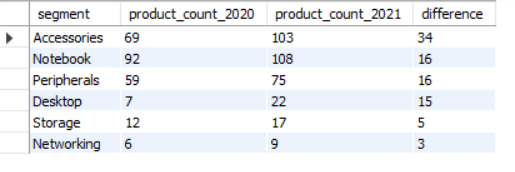 segment product_count_2020 product_count_2021 difference
Accessories 69 103 34
Notebook 92 108 16
Peripherals 59 75 16
Desktop 7 22 15
Storage 12 17 5
Networking 6 9 3